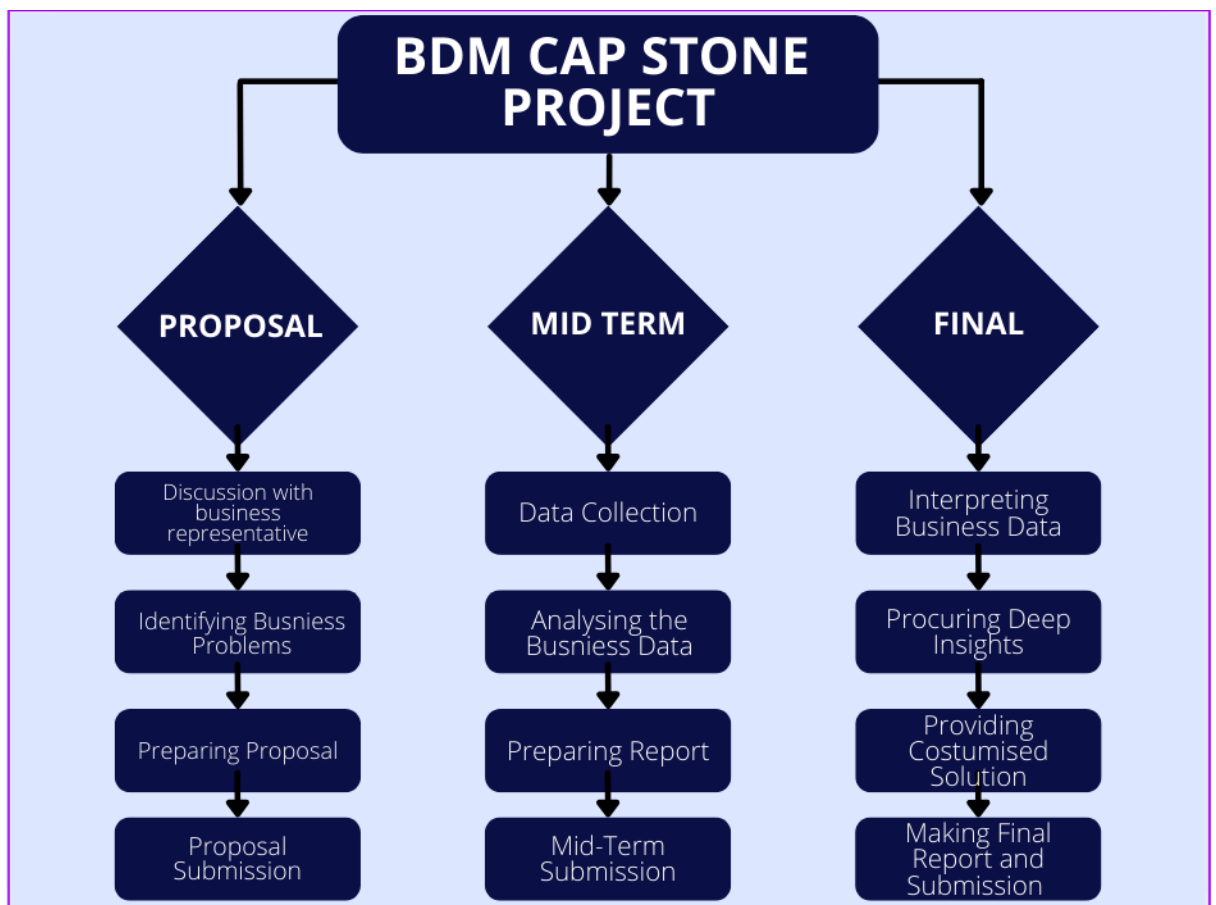 BDM CAP STONE
PROJECT
PROPOSAL
MID TERM
FINAL
Discussion with
business
representative
Identifying Busniess
Problems
Preparing Proposal
Proposal
Submission
Data Collection
Analysing the
Busniess Data
Preparing Report
Mid-Term
Submission
Interpreting
Business Data
Procuring Deep
Insights
Providing
Costumised
Solution
Making Final
Report and
Submission